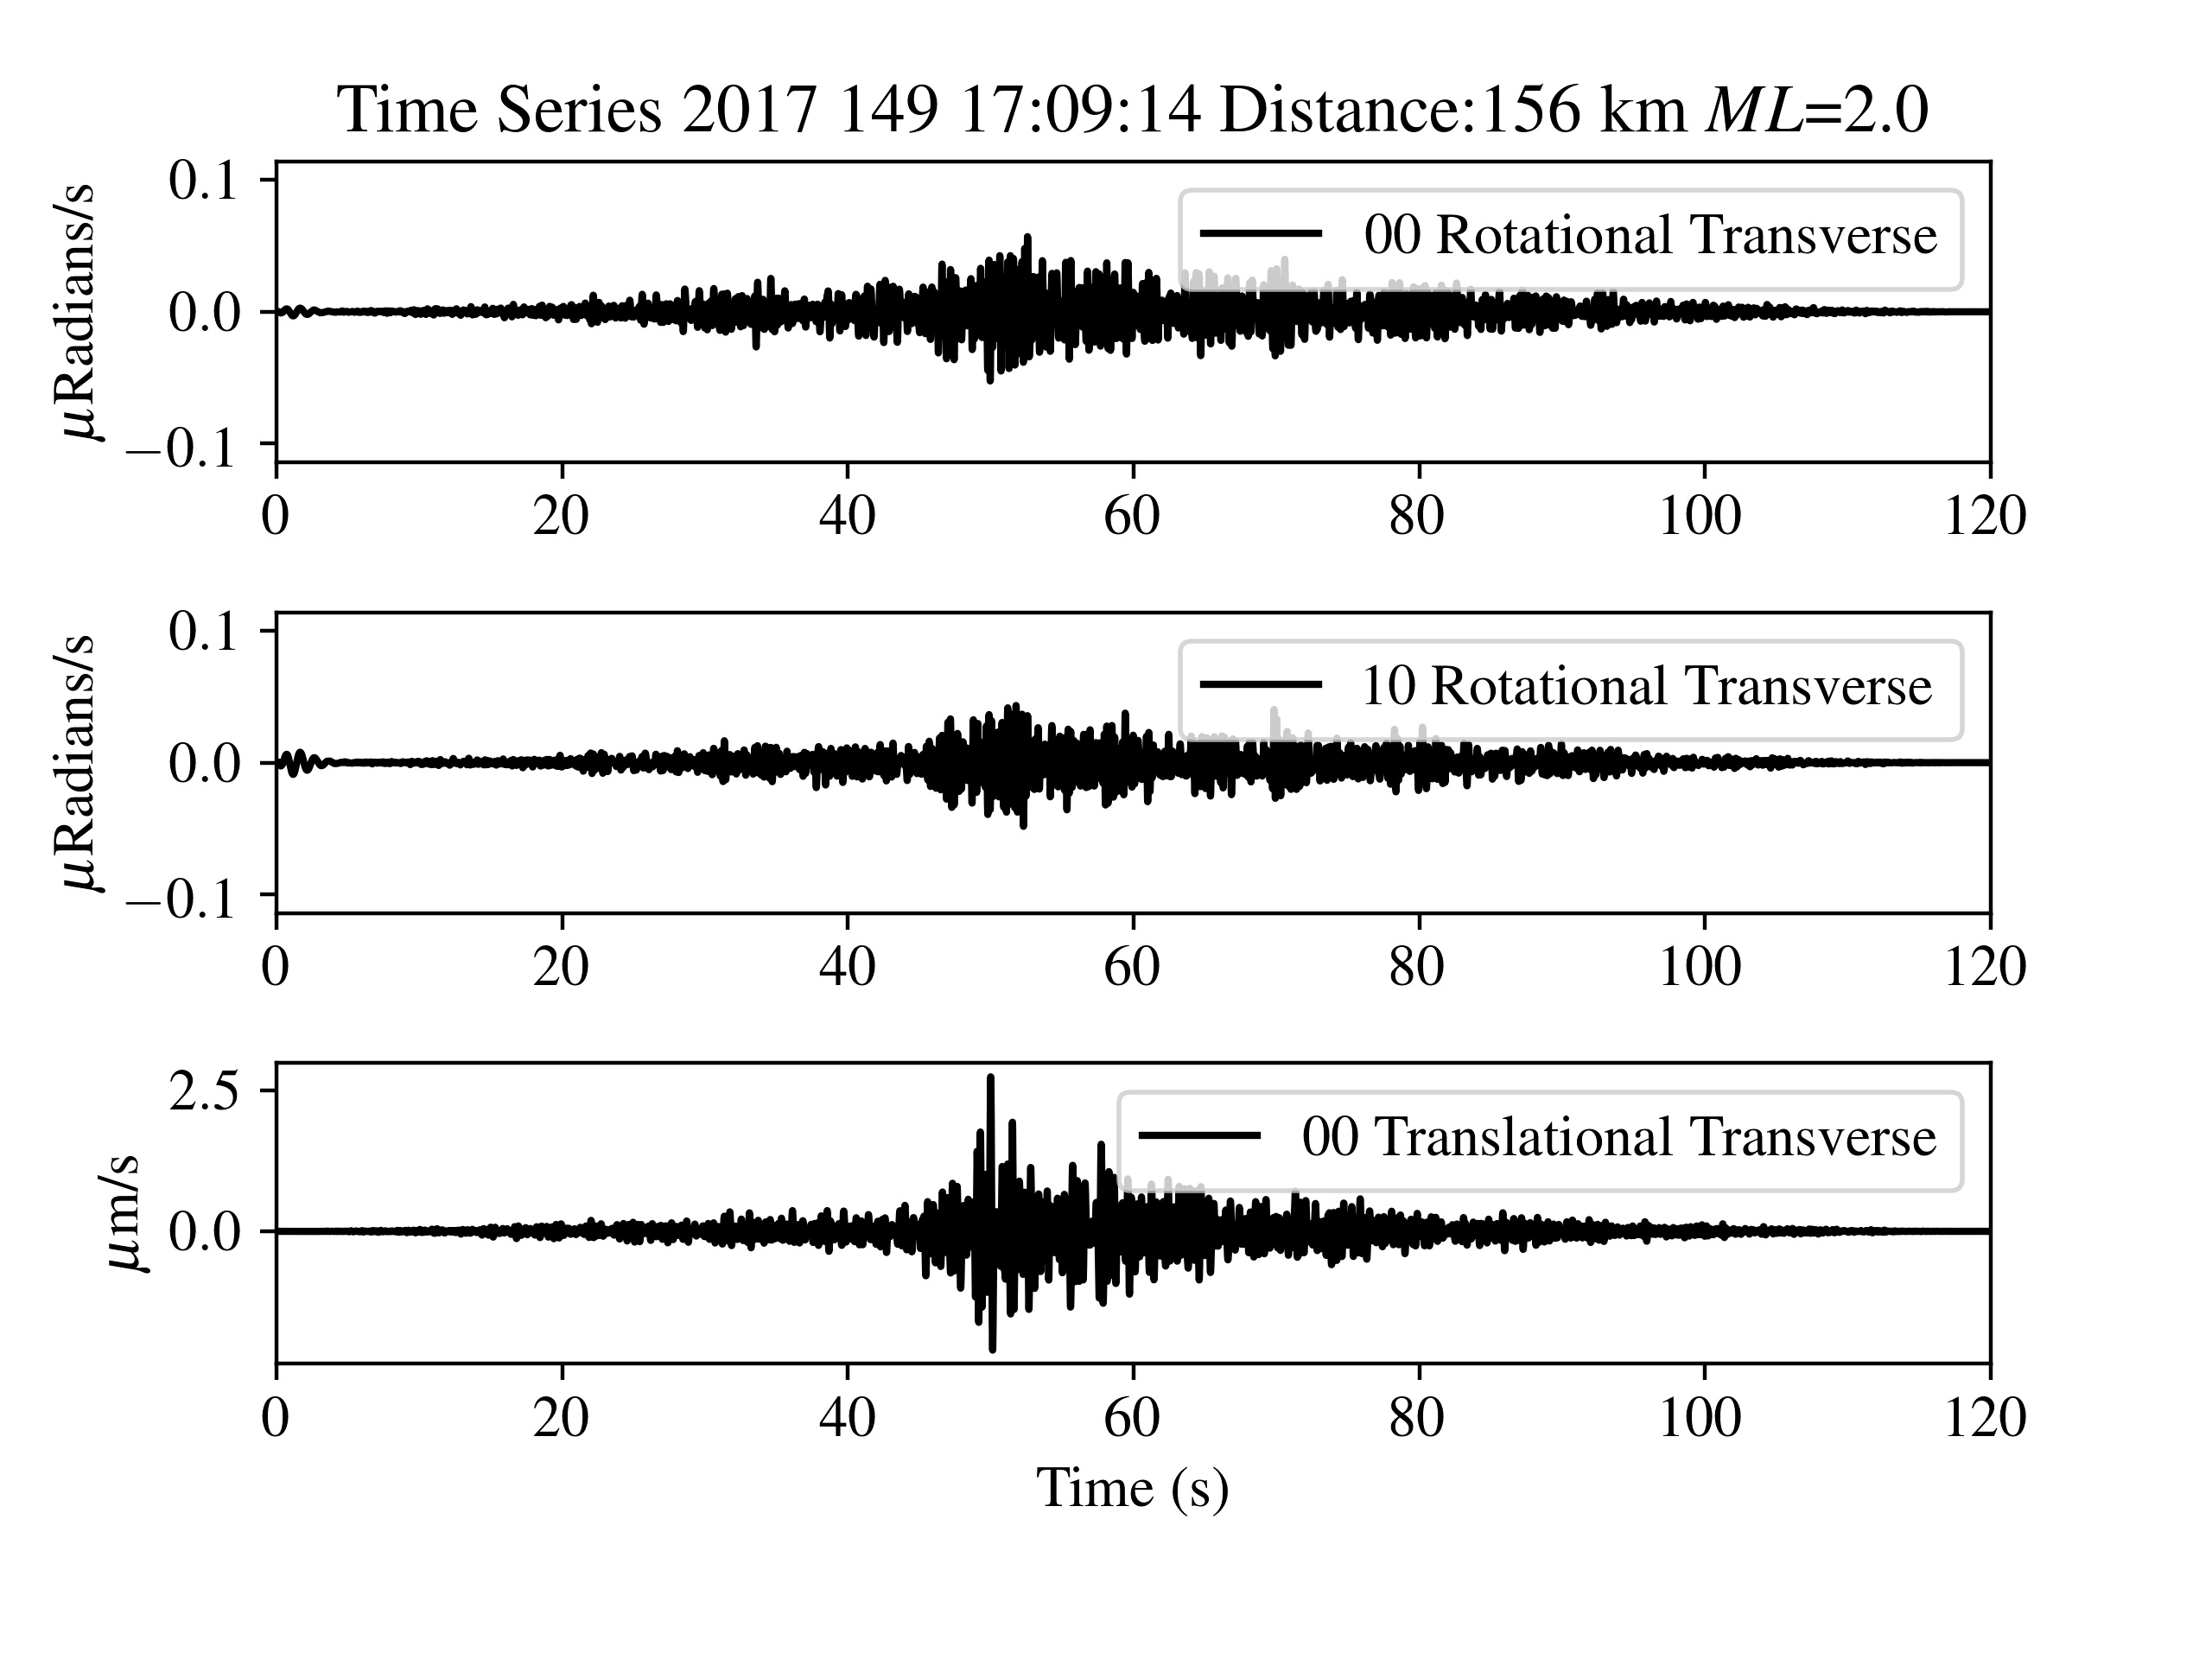 Time Series 2017 149 17:09:14 Distance:156 km ML=2.0
μRadians/s
0.1
0.0
−0.1
00 Rotational Transverse
0 20 40 60 80 100 120
μRadians/s
0.1
0.0
−0.1
10 Rotational Transverse
0 20 40 60 80 100 120
μm/s
2.5
0.0
00 Translational Transverse
0 20 40 60 80 100 120
Time (s)